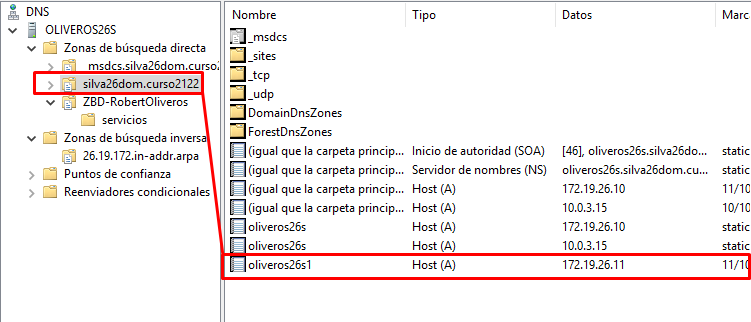 DNS
OLIVEROS26S
Zonas de búsqueda directa
_msdcs.silva26dom.curso2
silva26dom.curso2122
ZBD-RobertOliveros
servicios
Zonas de búsqueda inversa
26.19.172.in-addr.arpa
Puntos de confianza
Reenviadores condicionales
Nombre Tipo Datos Marc
_msdcs
_sites
_tcp
_udp
DomainDnsZones
ForestDnsZones
(igual que la carpeta princip... Inicio de autoridad (SOA) [46], oliveros26s.silva26do... static
(igual que la carpeta princip... Servidor de nombres (NS) oliveros26s.silva26dom.cu... static
(igual que la carpeta princip... Host (A) 172.19.26.10 11/10
(igual que la carpeta princip... Host (A) 10.0.3.15 10/10
oliveros26s Host (A) 172.19.26.10 static
oliveros26s Host (A) 10.0.3.15 static
oliveros26s1 Host (A) 172.19.26.11 11/10